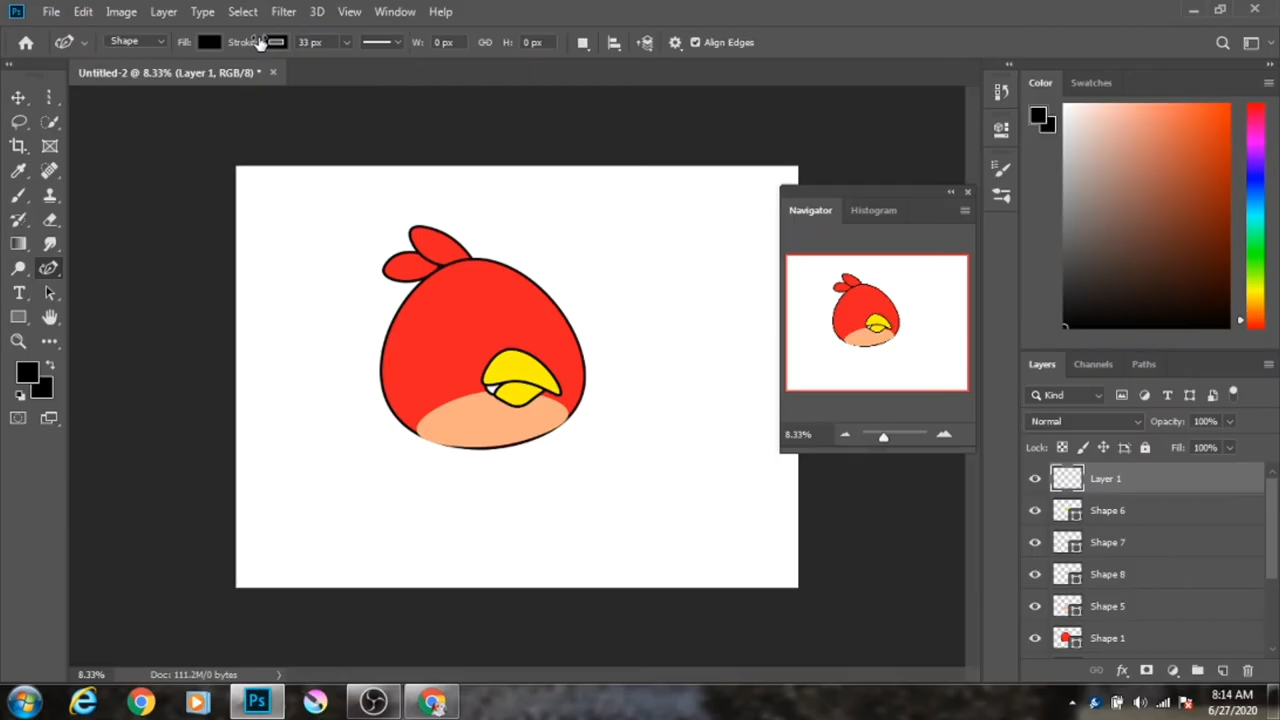 Ps File Edit Image Layer Type Select Filter 3D View Window Help
Shape Fill: Stroke: 33 px W: 0 px H: 0 px Align Edges
Untitled-2 @ 8.33% (Layer 1, RGB/8) * ×
Color Swatches
Navigator Histogram
8.33%
Layers Channels Paths
Kind
Normal Opacity: 100%
Lock: Fill: 100%
Layer 1
Shape 6
Shape 7
Shape 8
Shape 5
Shape 1
8.33% Doc: 111.2M/0 bytes
Ps
8:14 AM
6/27/2020